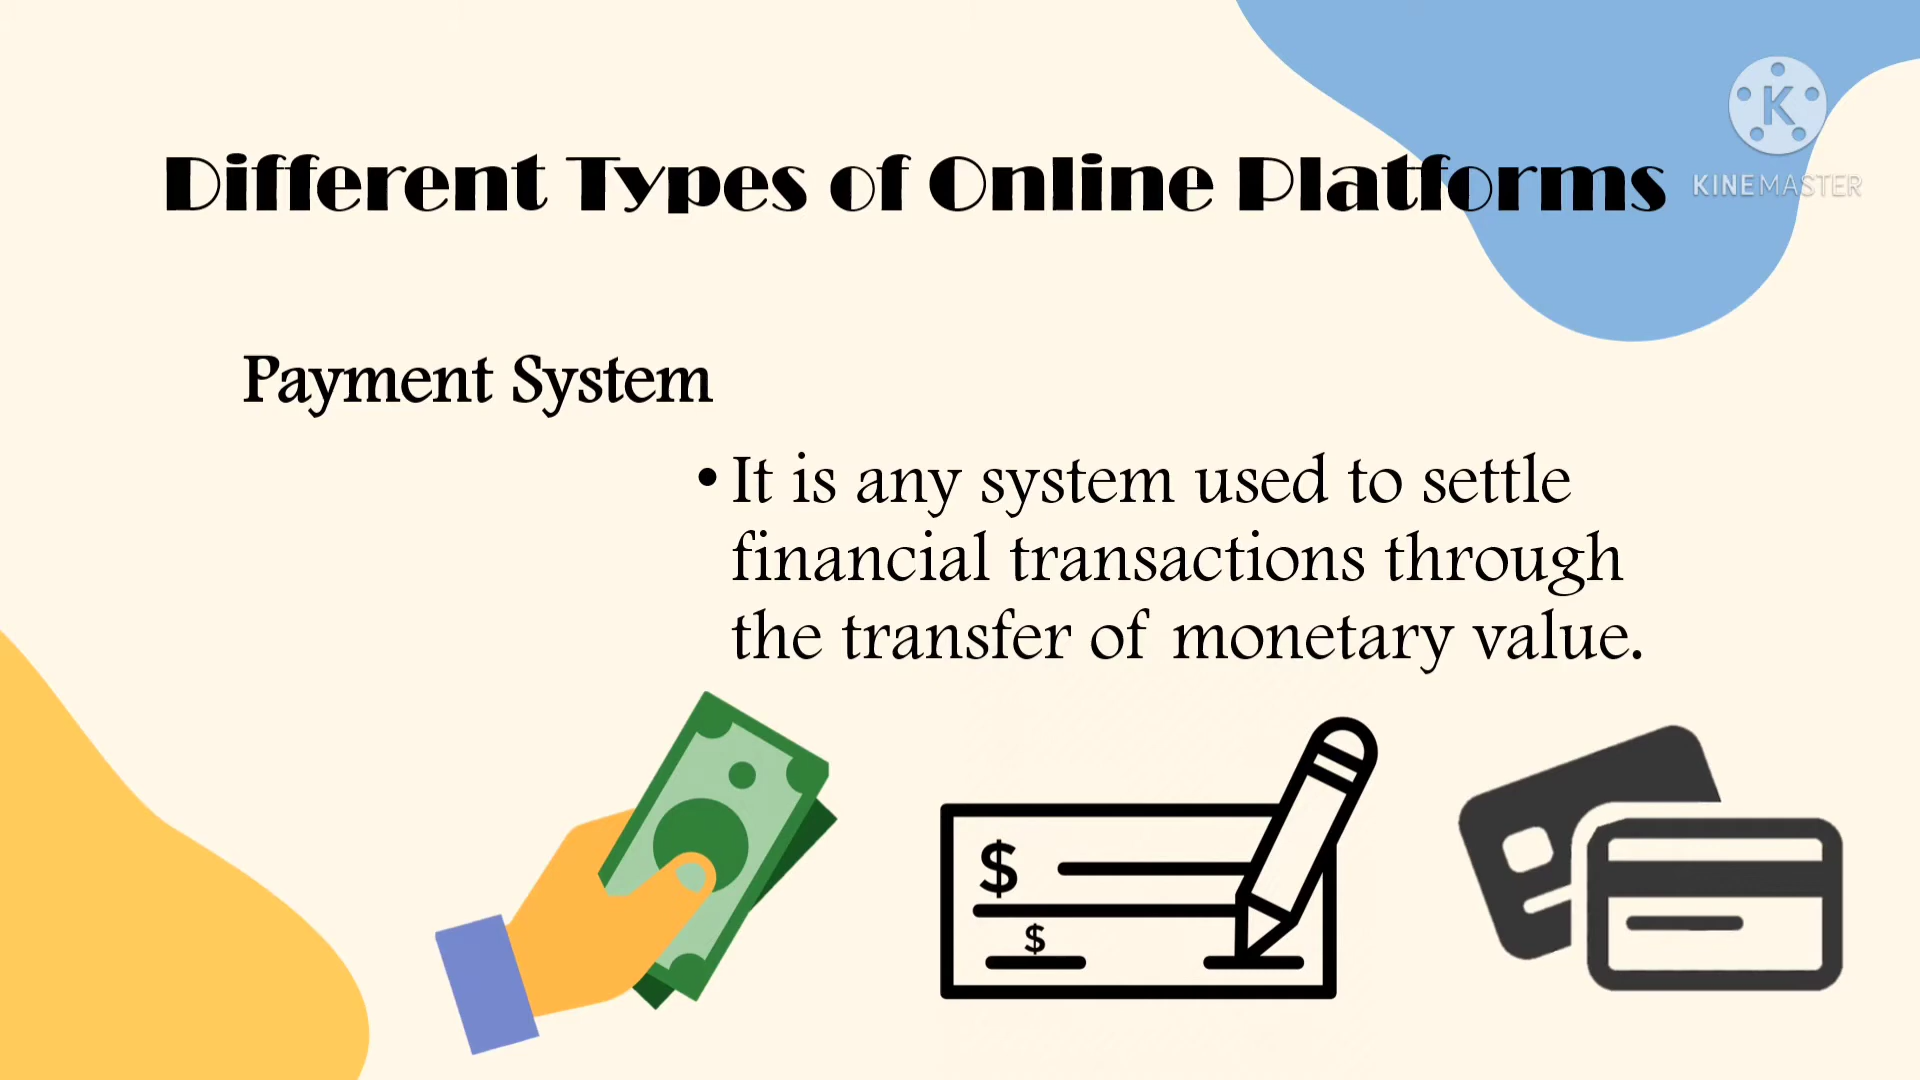 Different Types of Online Platforms
K
KINEMASTER
Payment System
• It is any system used to settle
financial transactions through
the transfer of monetary value.
$
$